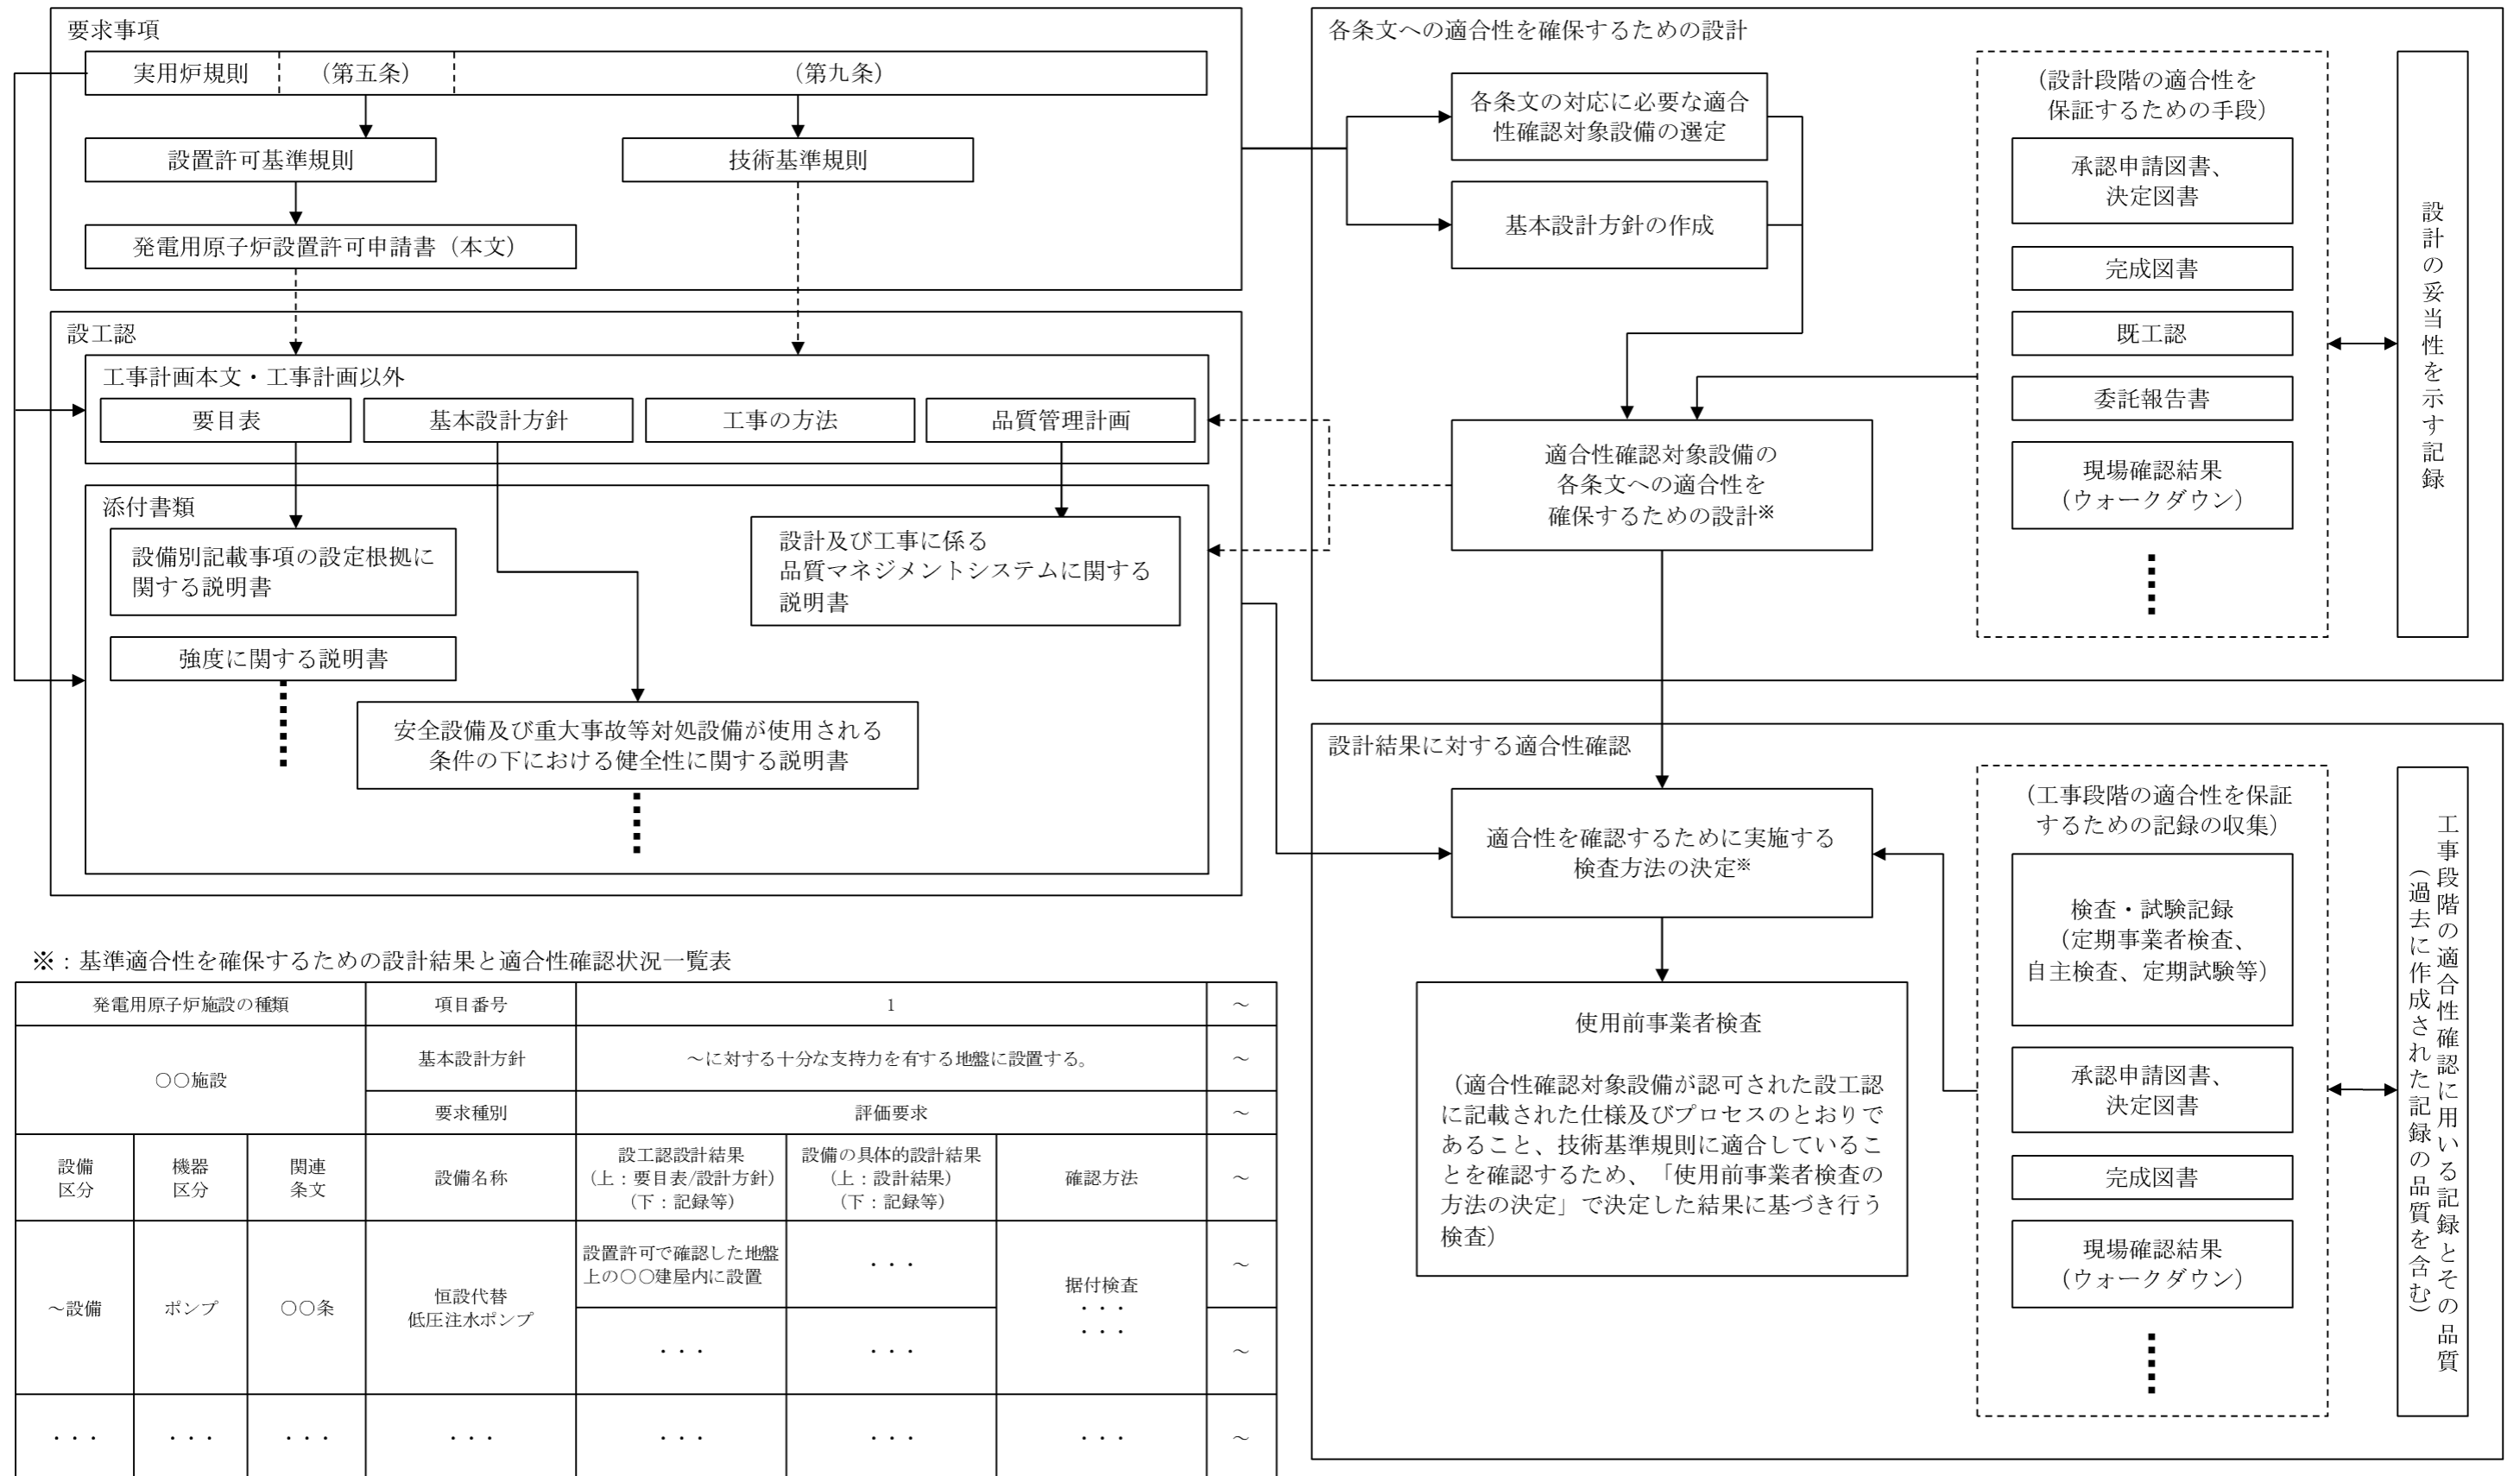 要求事項
実用炉規則
(第五条)
(第九条)
設置許可基準規則
技術基準規則
発電用原子炉設置許可申請書（本文）
設工認
工事計画本文・工事計画以外
要目表
基本設計方針
工事の方法
品質管理計画
添付書類
設備別記載事項の設定根拠に
関する説明書
設計及び工事に係る
品質マネジメントシステムに関する
説明書
強度に関する説明書
安全設備及び重大事故等対処設備が使用される
条件の下における健全性に関する説明書
各条文への適合性を確保するための設計
各条文の対応に必要な適合
性確認対象設備の選定
基本設計方針の作成
適合性確認対象設備の
各条文への適合性を
確保するための設計※
（設計段階の適合性を
保証するための手段）
承認申請図書、
決定図書
完成図書
既工認
委託報告書
現場確認結果
（ウォークダウン）
設計の妥当性を示す記録
設計結果に対する適合性確認
適合性を確認するために実施する
検査方法の決定※
使用前事業者検査
（適合性確認対象設備が認可された設工認
に記載された仕様及びプロセスのとおりで
あること、技術基準規則に適合しているこ
とを確認するため、「使用前事業者検査の
方法の決定」で決定した結果に基づき行う
検査）
（工事段階の適合性を保証
するための記録の収集）
検査・試験記録
（定期事業者検査、
自主検査、定期試験等）
承認申請図書、
決定図書
完成図書
現場確認結果
（ウォークダウン）
工事段階の適合性確認に用いる記録とその品質
（過去に作成された記録の品質を含む）
※：基準適合性を確保するための設計結果と適合性確認状況一覧表
発電用原子炉施設の種類 項目番号 1 ～
○○施設 基本設計方針 ～に対する十分な支持力を有する地盤に設置する。 ～
要求種別 評価要求 ～
設備
区分
機器
区分
関連
条文
設備名称
設工認設計結果
（上：要目表/設計方針）
（下：記録等）
設備の具体的設計結果
（上：設計結果）
（下：記録等）
確認方法
～
～設備
ポンプ
○○条
恒設代替
低圧注水ポンプ
設置許可で確認した地盤
上の○○建屋内に設置
・・・
据付検査
・・・
・・・
～
・・・ ・・・ ～
・・・ ・・・ ・・・ ・・・ ・・・ ・・・ ・・・ ～